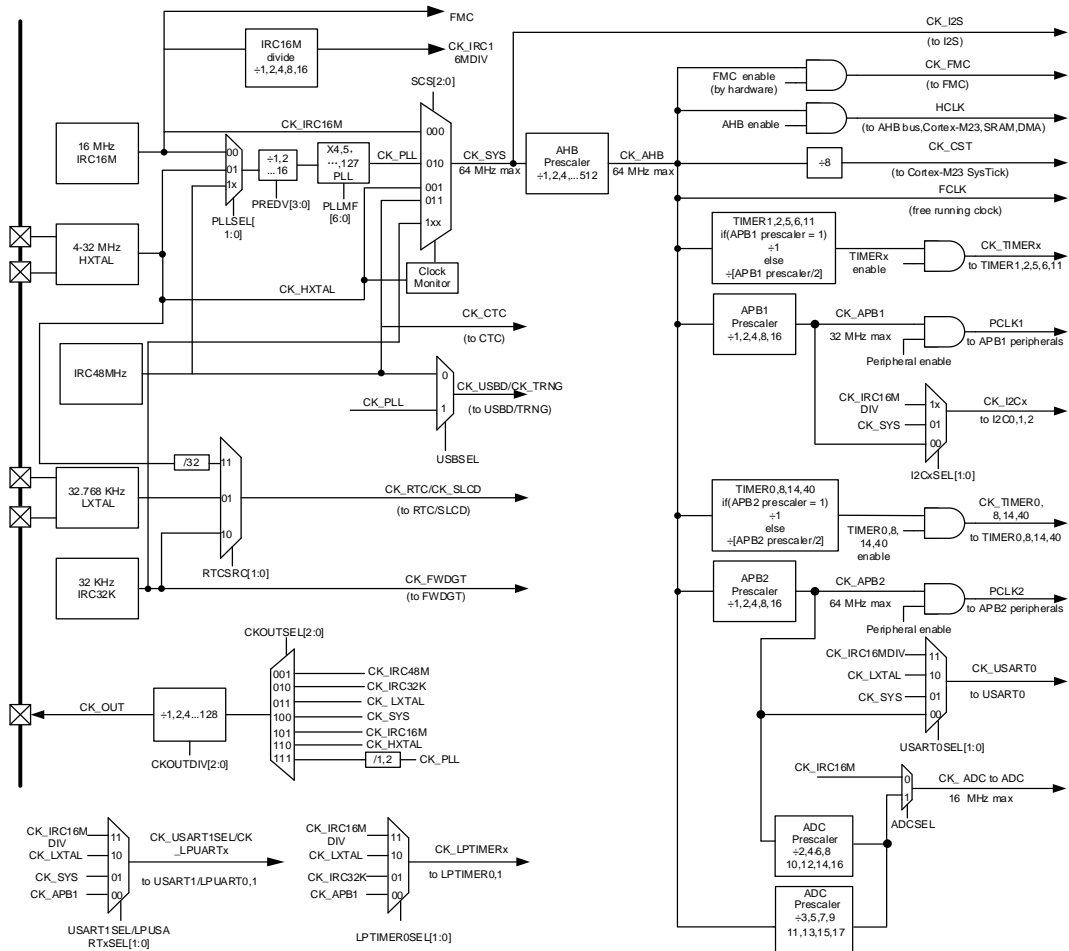 FMC
IRC16M
divide
÷1,2,4,8,16
CK_IRC1
6MDIV
SCS[2:0]
16 MHz
IRC16M
CK_IRC16M
000
00
01
1x
÷1,2
...16
X4,5,
...,127
PLL
CK_PLL
010
001
011
1xx
PLLSEL[
1:0]
PREDV[3:0]
PLLMF
[6:0]
4-32 MHz
HXTAL
CK_HXTAL
Clock
Monitor
CK_SYS
64 MHz max
AHB
Prescaler
÷1,2,4,...512
CK_AHB
64 MHz max
CK_CTC
(to CTC)
IRC48MHz
CK_PLL
0
1
CK_USBD/CK_TRNG
(to USBD/TRNG)
USBSEL
/32
11
01
10
32.768 KHz
LXTAL
CK_RTC/CK_SLCD
(to RTC/SLCD)
RTCSRC[1:0]
32 KHz
IRC32K
CK_FWDGT
(to FWDGT)
CKOUTSEL[2:0]
001
010
011
100
101
110
111
CK_IRC48M
CK_IRC32K
CK_ LXTAL
CK_SYS
CK_IRC16M
CK_HXTAL
/1,2
CK_PLL
CK_OUT
÷1,2,4...128
CKOUTDIV[2:0]
CK_IRC16M
DIV
CK_LXTAL
CK_SYS
CK_APB1
11
10
01
00
CK_USART1SEL/CK
_LPUARTx
to USART1/LPUART0,1
USART1SEL/LPUSA
RTxSEL[1:0]
CK_IRC16M
DIV
CK_LXTAL
CK_IRC32K
CK_APB1
11
10
01
00
CK_LPTIMERx
to LPTIMER0,1
LPTIMER0SEL[1:0]
CK_I2S
(to I2S)
FMC enable
(by hardware)
CK_FMC
(to FMC)
AHB enable
HCLK
(to AHB bus,Cortex-M23,SRAM,DMA)
÷8
CK_CST
(to Cortex-M23 SysTick)
FCLK
(free running clock)
TIMER1,2,5,6,11
if(APB1 prescaler = 1)
÷1
else
÷[APB1 prescaler/2]
TIMERx
enable
CK_TIMERx
to TIMER1,2,5,6,11
APB1
Prescaler
÷1,2,4,8,16
CK_APB1
32 MHz max
Peripheral enable
PCLK1
to APB1 peripherals
CK_IRC16M
DIV
CK_SYS
1x
01
00
CK_I2Cx
to I2C0,1,2
I2CxSEL[1:0]
TIMER0,8,14,40
if(APB2 prescaler = 1)
÷1
else
÷[APB2 prescaler/2]
TIMER0,8,
14,40
enable
CK_TIMER0,
8,14,40
to TIMER0,8,14,40
APB2
Prescaler
÷1,2,4,8,16
CK_APB2
64 MHz max
Peripheral enable
PCLK2
to APB2 peripherals
CK_IRC16MDIV
CK_LXTAL
CK_SYS
11
10
01
00
CK_USART0
to USART0
USART0SEL[1:0]
CK_IRC16M
0
1
CK_ ADC to ADC
16 MHz max
ADCSEL
ADC
Prescaler
÷2,4,6,8
10,12,14,16
ADC
Prescaler
÷3,5,7,9
11,13,15,17